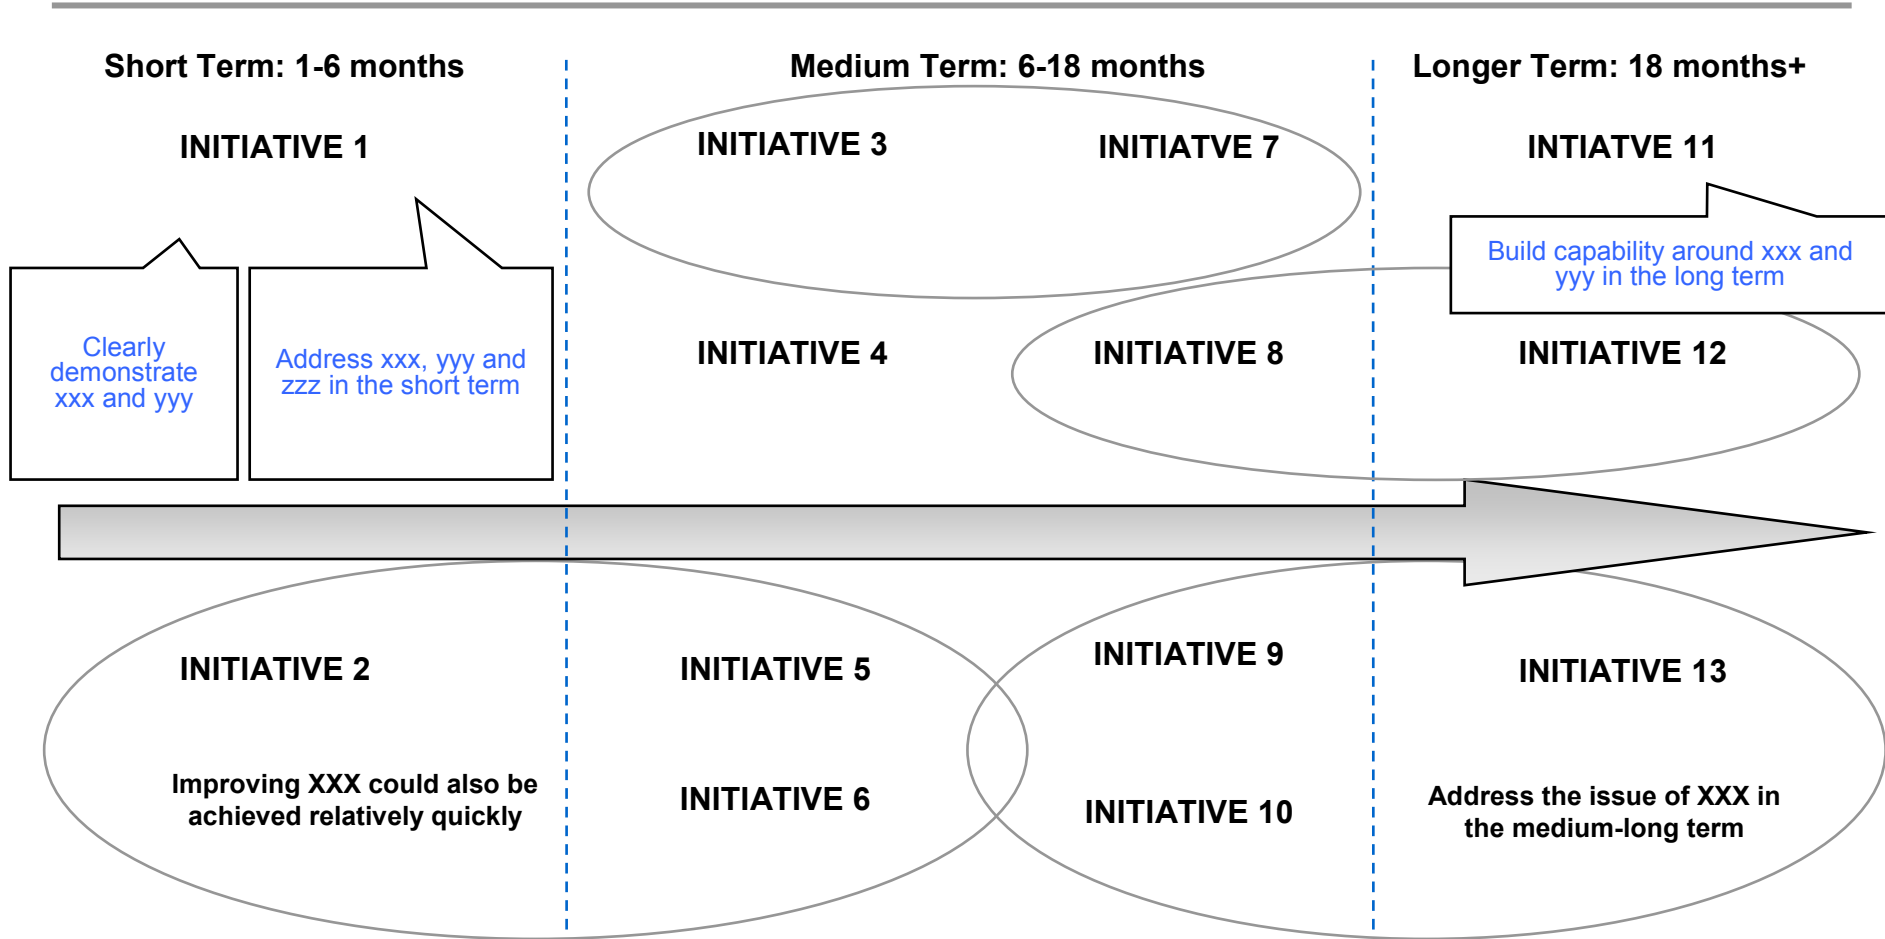 Short Term: 1-6 months
Medium Term: 6-18 months
Longer Term: 18 months+
INITIATIVE 1
INITIATIVE 3
INITIATVE 7
INTIATVE 11
Clearly
demonstrate
xxx and yyy
Address xxx, yyy and
zzz in the short term
Build capability around xxx and
yyy in the long term
INITIATIVE 4
INITIATIVE 8
INITIATIVE 12
INITIATIVE 2
INITIATIVE 5
INITIATIVE 9
INITIATIVE 13
Improving XXX could also be
achieved relatively quickly
INITIATIVE 6
INITIATIVE 10
Address the issue of XXX in
the medium-long term